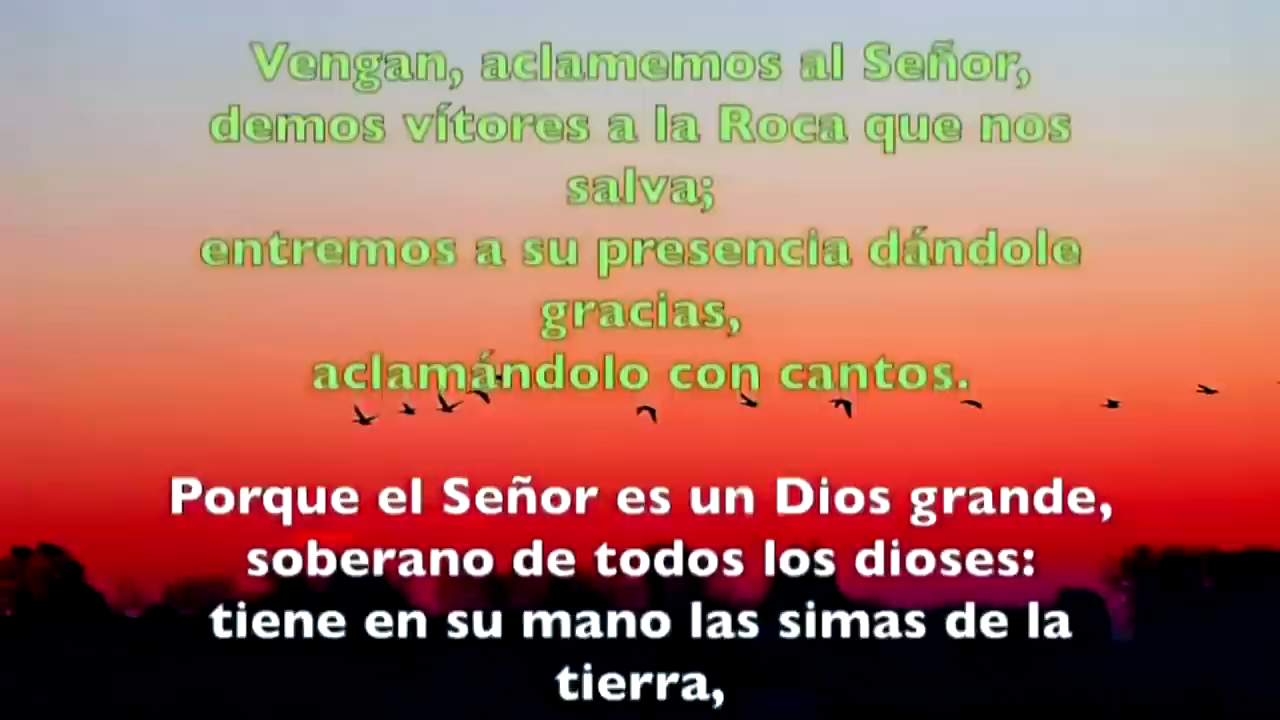 Vengan, aclamemos al Señor,
demos vítores a la Roca que nos
salva;
entremos a su presencia dándole
gracias,
aclamándolo con cantos.
Porque el Señor es un Dios grande,
soberano de todos los dioses:
tiene en su mano las simas de la
tierra,